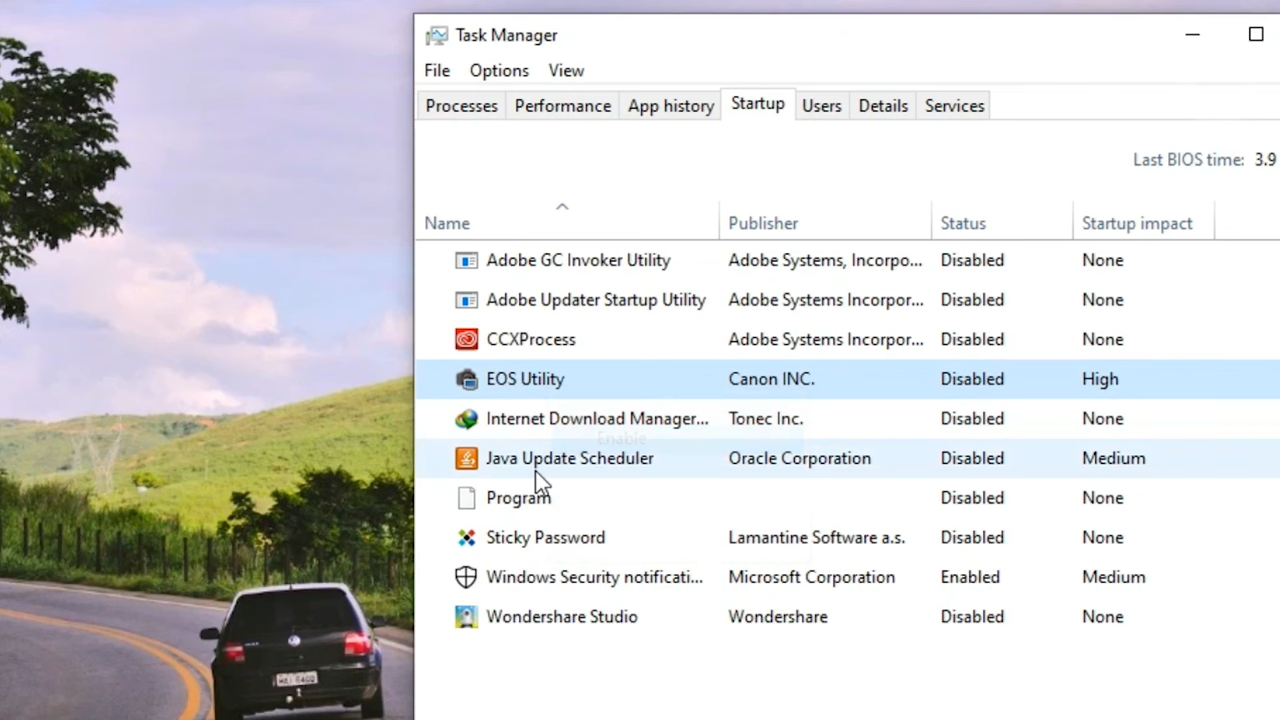 Task Manager
File Options View
Processes Performance App history Startup Users Details Services
Last BIOS time: 3.9
Name Publisher Status Startup impact
Adobe GC Invoker Utility Adobe Systems, Incorpo... Disabled None
Adobe Updater Startup Utility Adobe Systems Incorpor... Disabled None
CCXProcess Adobe Systems Incorpor... Disabled None
EOS Utility Canon INC. Disabled High
Internet Download Manager... Tonec Inc. Disabled None
Enable
Java Update Scheduler Oracle Corporation Disabled Medium
Program Disabled None
Sticky Password Lamantine Software a.s. Disabled None
Windows Security notificati... Microsoft Corporation Enabled Medium
Wondershare Studio Wondershare Disabled None